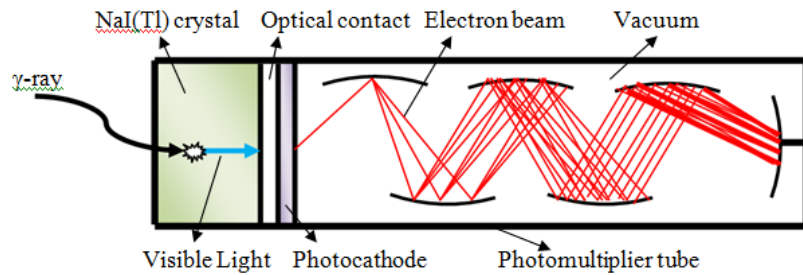 NaI(Tl) crystal
Optical contact
Electron beam
Vacuum
γ-ray
Visible Light
Photocathode
Photomultiplier tube